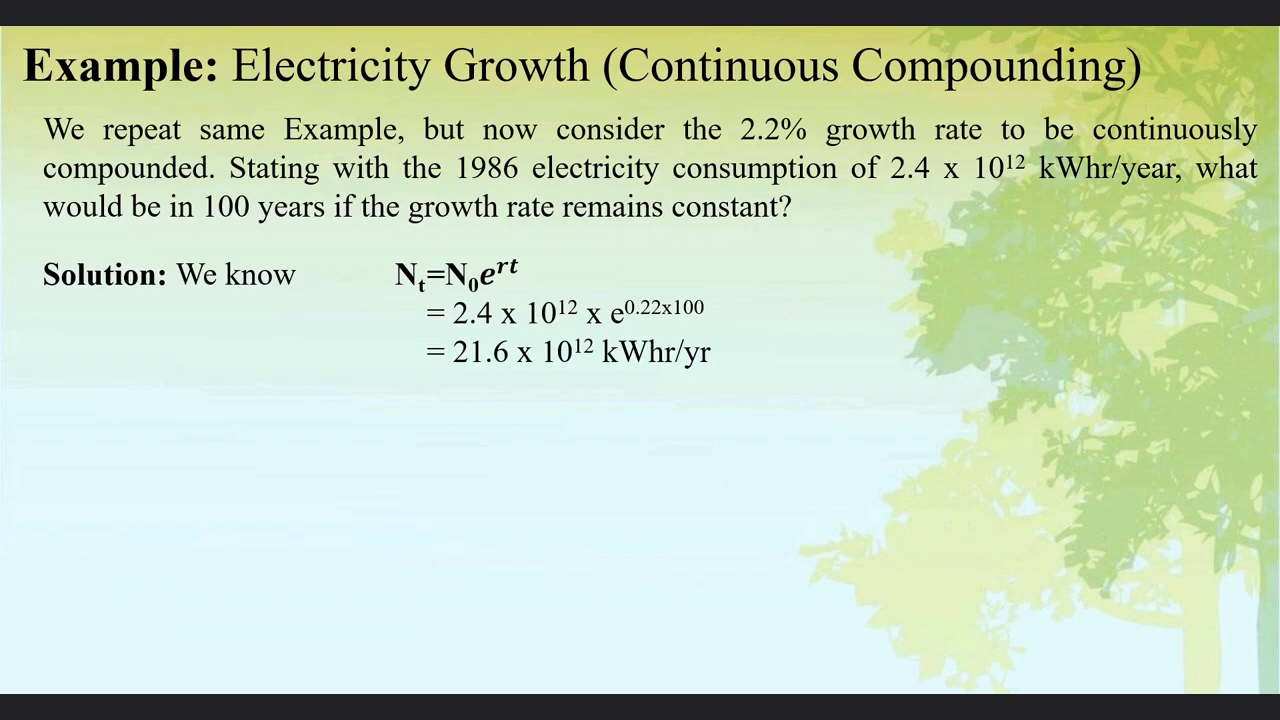 Example: Electricity Growth (Continuous Compounding)
We repeat same Example, but now consider the 2.2% growth rate to be continuously
compounded. Stating with the 1986 electricity consumption of 2.4 x 10¹² kWhr/year, what
would be in 100 years if the growth rate remains constant?
Solution: We know Nₜ=N₀eʳᵗ
= 2.4 x 10¹² x e⁰·²²ˣ¹⁰⁰
= 21.6 x 10¹² kWhr/yr